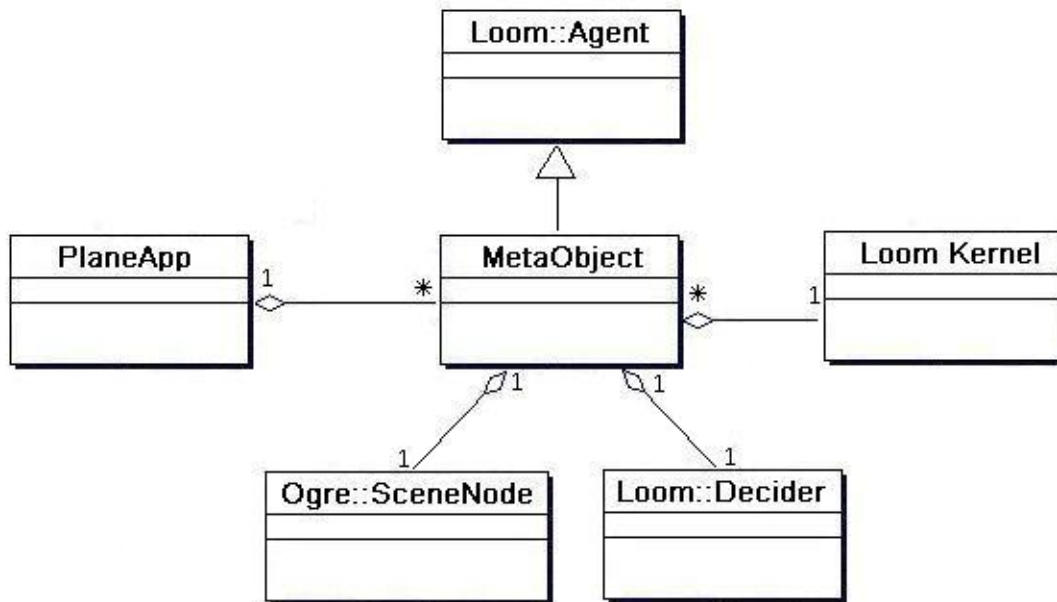 Loom::Agent
PlaneApp
MetaObject
Loom Kernel
1
*
*
1
1
1
1
1
Ogre::SceneNode
Loom::Decider